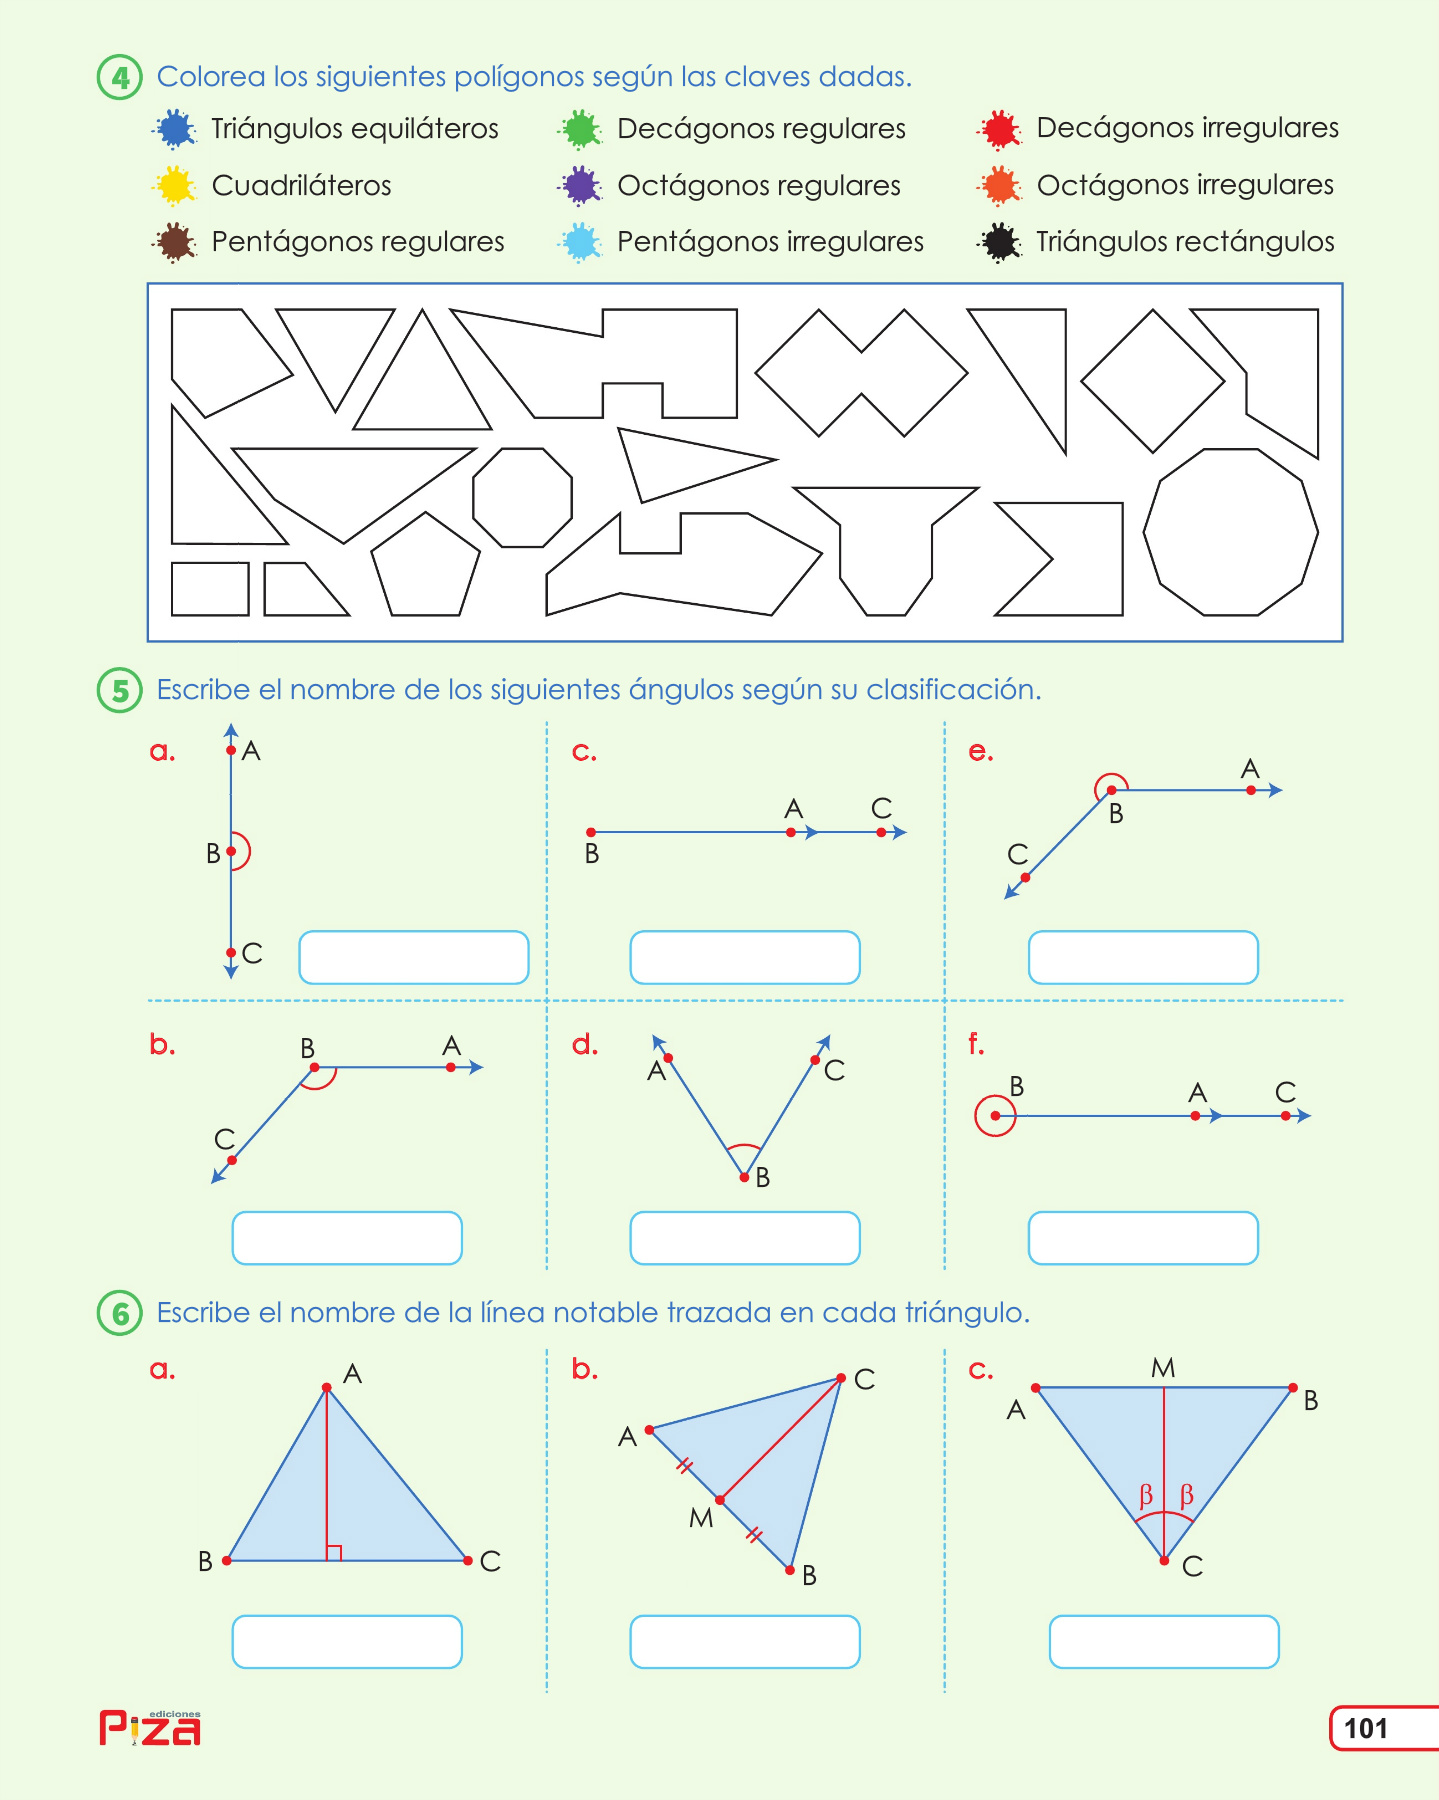 4 Colorea los siguientes polígonos según las claves dadas.
Triángulos equiláteros Decágonos regulares Decágonos irregulares
Cuadriláteros Octágonos regulares Octágonos irregulares
Pentágonos regulares Pentágonos irregulares Triángulos rectángulos
5 Escribe el nombre de los siguientes ángulos según su clasificación.
a.
A
B
C
c.
A C
B
e.
A
B
C
b.
B A
C
d.
A
C
B
f.
B
A C
6 Escribe el nombre de la línea notable trazada en cada triángulo.
a.
A
B C
b.
C
A
M
B
c.
M
A B
β β
C
ediciones
Piza
101